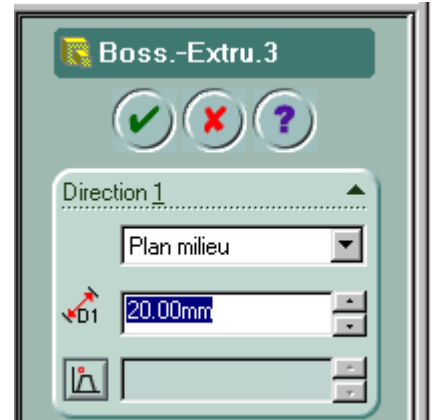 Boss.-Extru.3
?
Direction 1
Plan milieu
D1 20.00mm